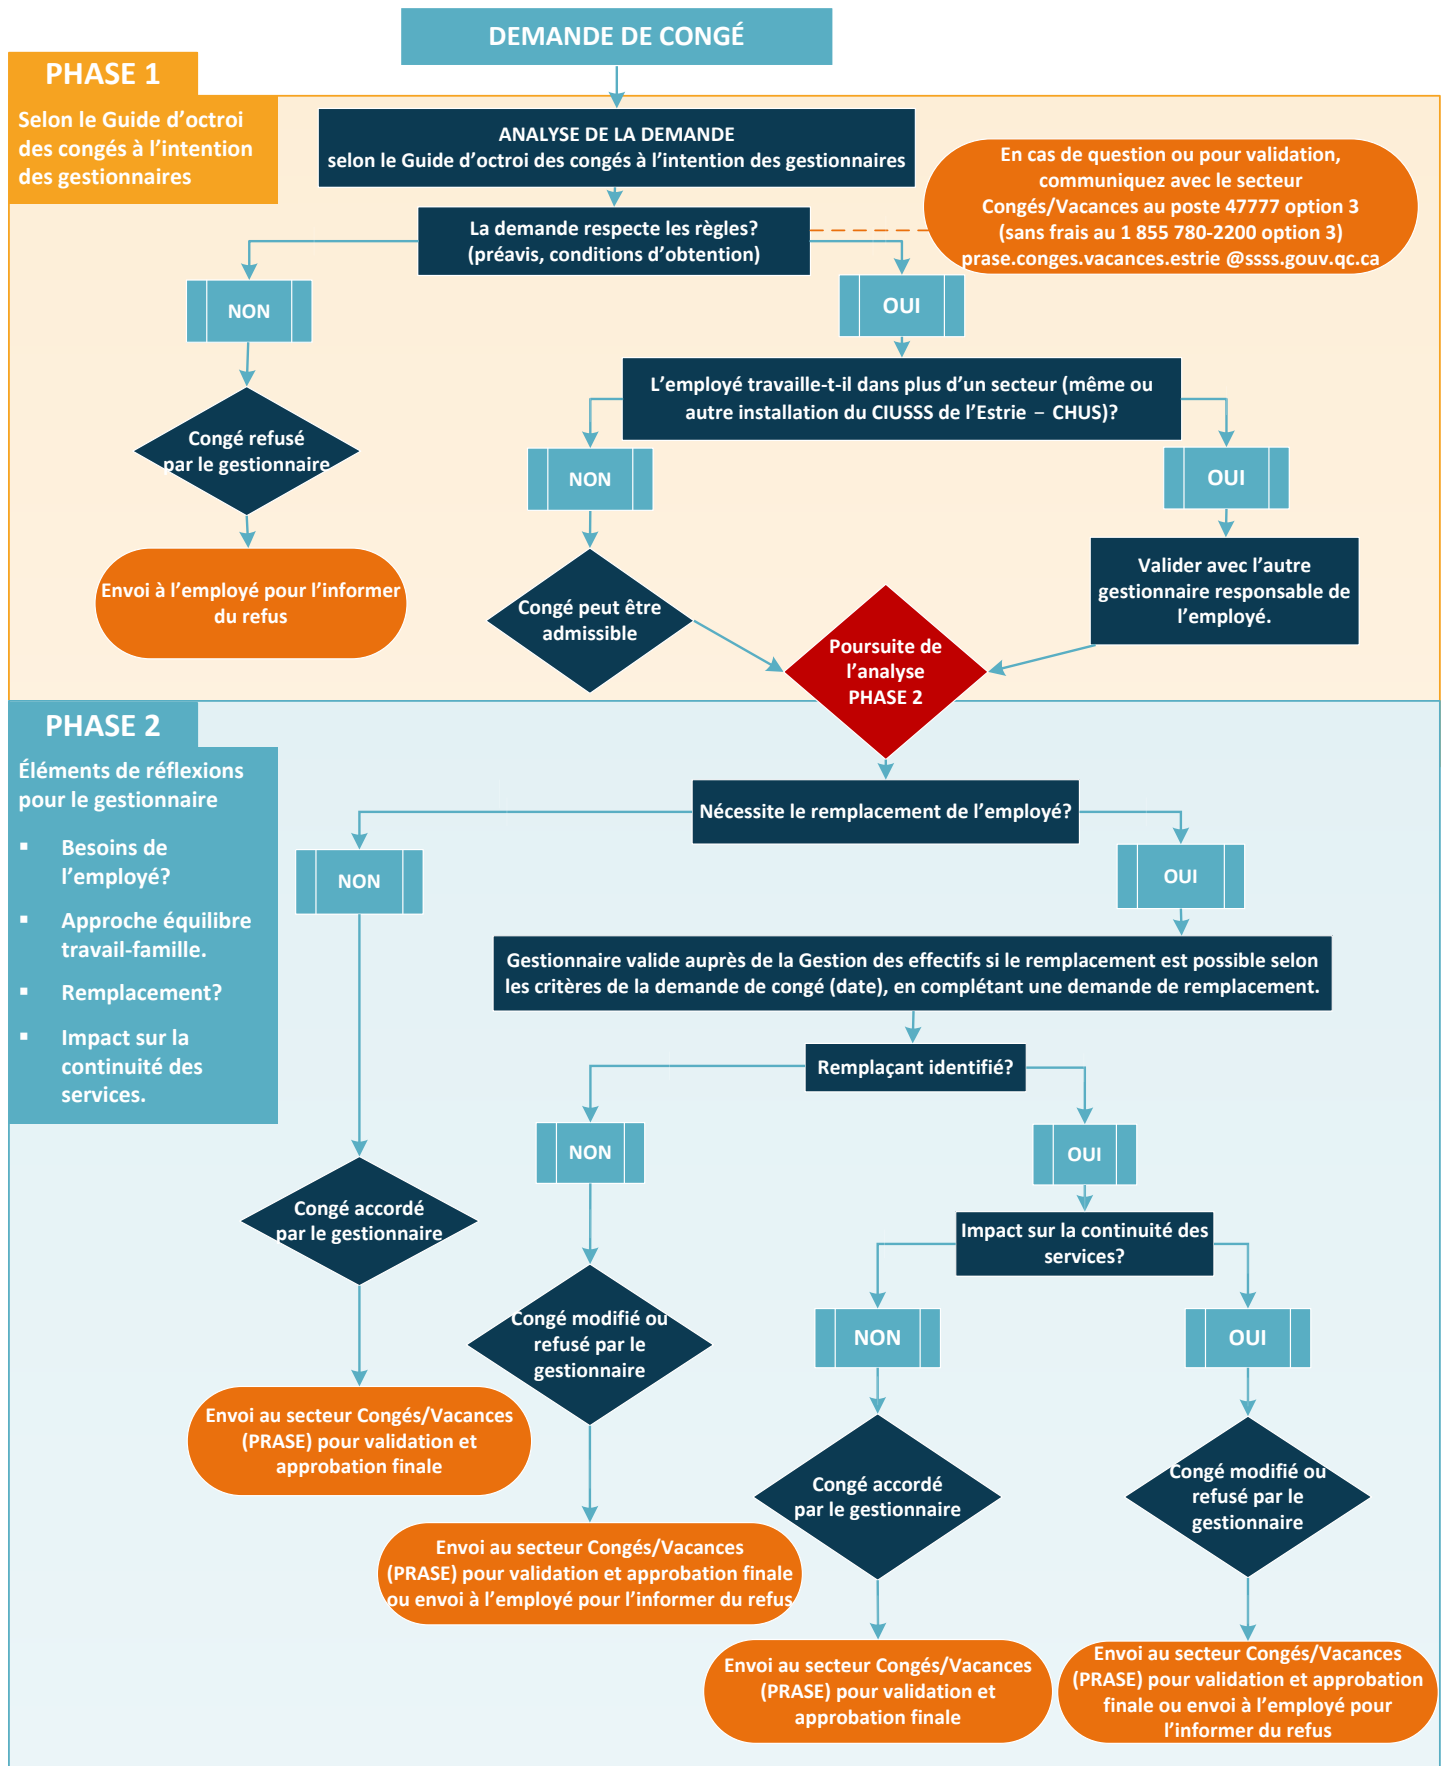 DEMANDE DE CONGÉ
PHASE 1
Selon le Guide d'octroi
des congés à l'intention
des gestionnaires
ANALYSE DE LA DEMANDE
selon le Guide d'octroi des congés à l'intention des gestionnaires
En cas de question ou pour validation,
communiquez avec le secteur
Congés/Vacances au poste 47777 option 3
(sans frais au 1 855 780-2200 option 3)
prase.conges.vacances.estrie @ssss.gouv.qc.ca
La demande respecte les règles?
(préavis, conditions d'obtention)
NON
OUI
L'employé travaille-t-il dans plus d'un secteur (même ou
autre installation du CIUSSS de l'Estrie – CHUS)?
Congé refusé
par le gestionnaire
NON
OUI
Envoi à l'employé pour l'informer
du refus
Congé peut être
admissible
Valider avec l'autre
gestionnaire responsable de
l'employé.
Poursuite de
l'analyse
PHASE 2
PHASE 2
Éléments de réflexions
pour le gestionnaire
▪ Besoins de
l'employé?
▪ Approche équilibre
travail-famille.
▪ Remplacement?
▪ Impact sur la
continuité des
services.
Nécessite le remplacement de l'employé?
NON
OUI
Gestionnaire valide auprès de la Gestion des effectifs si le remplacement est possible selon
les critères de la demande de congé (date), en complétant une demande de remplacement.
Remplaçant identifié?
NON
OUI
Congé accordé
par le gestionnaire
Impact sur la continuité des
services?
Congé modifié ou
refusé par le
gestionnaire
NON
OUI
Envoi au secteur Congés/Vacances
(PRASE) pour validation et
approbation finale
Congé accordé
par le gestionnaire
Congé modifié ou
refusé par le
gestionnaire
Envoi au secteur Congés/Vacances
(PRASE) pour validation et approbation finale
ou envoi à l'employé pour l'informer du refus
Envoi au secteur Congés/Vacances
(PRASE) pour validation et
approbation finale
Envoi au secteur Congés/Vacances
(PRASE) pour validation et approbation
finale ou envoi à l'employé pour
l'informer du refus